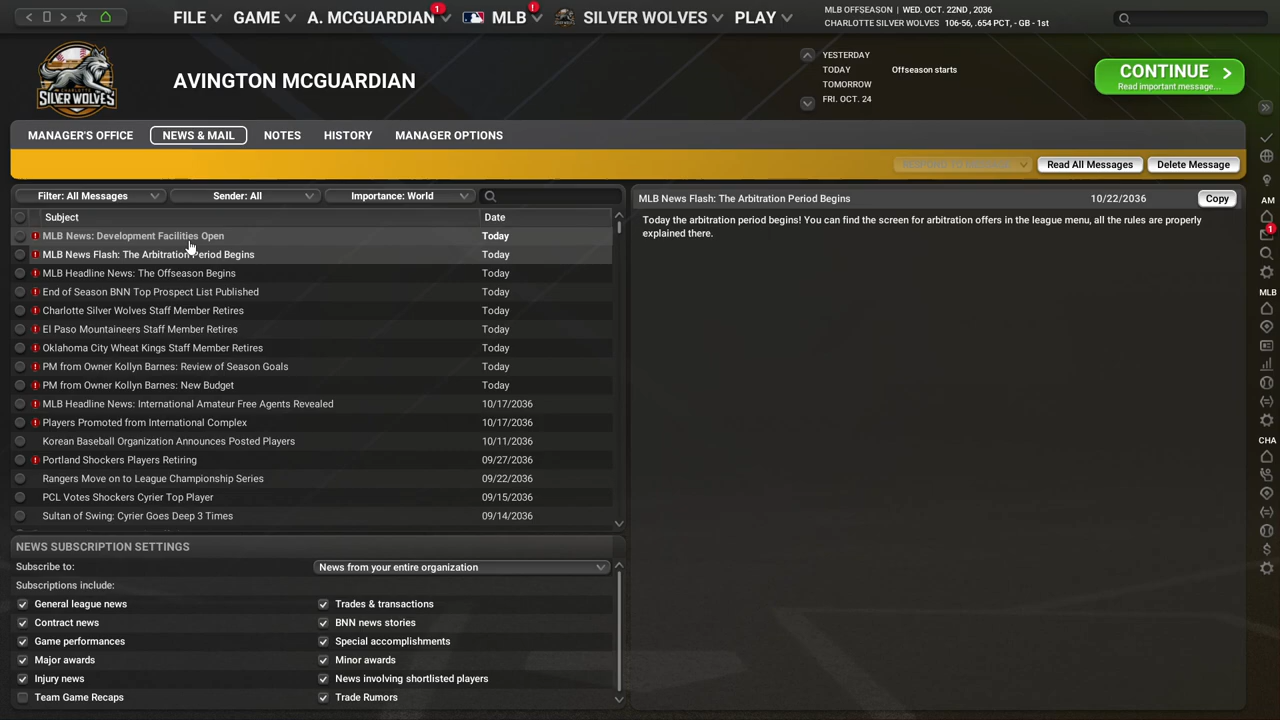 FILE
GAME
A. MCGUARDIAN
1
MLB
!
SILVER WOLVES
PLAY
MLB OFFSEASON | WED. OCT. 22ND, 2036
CHARLOTTE SILVER WOLVES 106-56, .654 PCT, - GB - 1st
CHARLOTTE
SILVER WOLVES
AVINGTON MCGUARDIAN
YESTERDAY
TODAY Offseason starts
TOMORROW
FRI. OCT. 24
CONTINUE
Read important message...
MANAGER'S OFFICE
NEWS & MAIL
NOTES
HISTORY
MANAGER OPTIONS
Read All Messages
Delete Message
Filter: All Messages
Sender: All
Importance: World
Subject Date
MLB News: Development Facilities Open Today
MLB News Flash: The Arbitration Period Begins Today
MLB Headline News: The Offseason Begins Today
End of Season BNN Top Prospect List Published Today
Charlotte Silver Wolves Staff Member Retires Today
El Paso Mountaineers Staff Member Retires Today
Oklahoma City Wheat Kings Staff Member Retires Today
PM from Owner Kollyn Barnes: Review of Season Goals Today
PM from Owner Kollyn Barnes: New Budget Today
MLB Headline News: International Amateur Free Agents Revealed 10/17/2036
Players Promoted from International Complex 10/17/2036
Korean Baseball Organization Announces Posted Players 10/11/2036
Portland Shockers Players Retiring 09/27/2036
Rangers Move on to League Championship Series 09/22/2036
PCL Votes Shockers Cyrier Top Player 09/15/2036
Sultan of Swing: Cyrier Goes Deep 3 Times 09/14/2036
MLB News Flash: The Arbitration Period Begins 10/22/2036
Copy
Today the arbitration period begins! You can find the screen for arbitration offers in the league menu, all the rules are properly
explained there.
NEWS SUBSCRIPTION SETTINGS
Subscribe to: News from your entire organization
Subscriptions include:
General league news Trades & transactions
Contract news BNN news stories
Game performances Special accomplishments
Major awards Minor awards
Injury news News involving shortlisted players
Team Game Recaps Trade Rumors
AM
1
MLB
CHA